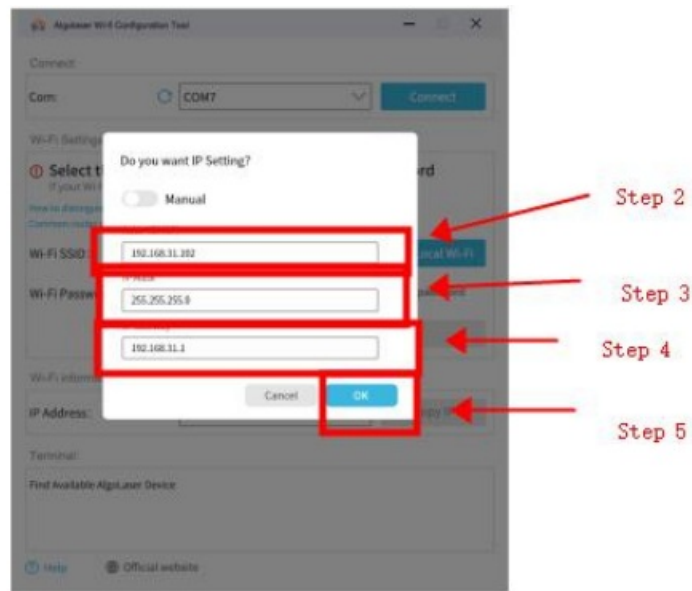 AlgoLaser Wi-Fi Configuration Tool
Connect
Com:
COM7
Connect
Wi-Fi Settings
Do you want IP Setting?
Select t
rd
Manual
Step 2
Wi-Fi SSID:
192.168.31.202
ocal Wi-Fi
Step 3
Wi-Fi Passw
255.255.255.0
Step 4
192.168.31.1
Cancel
OK
IP Address:
Step 5
Terminal:
Find Available AlgoLaser Device
Help
Official website